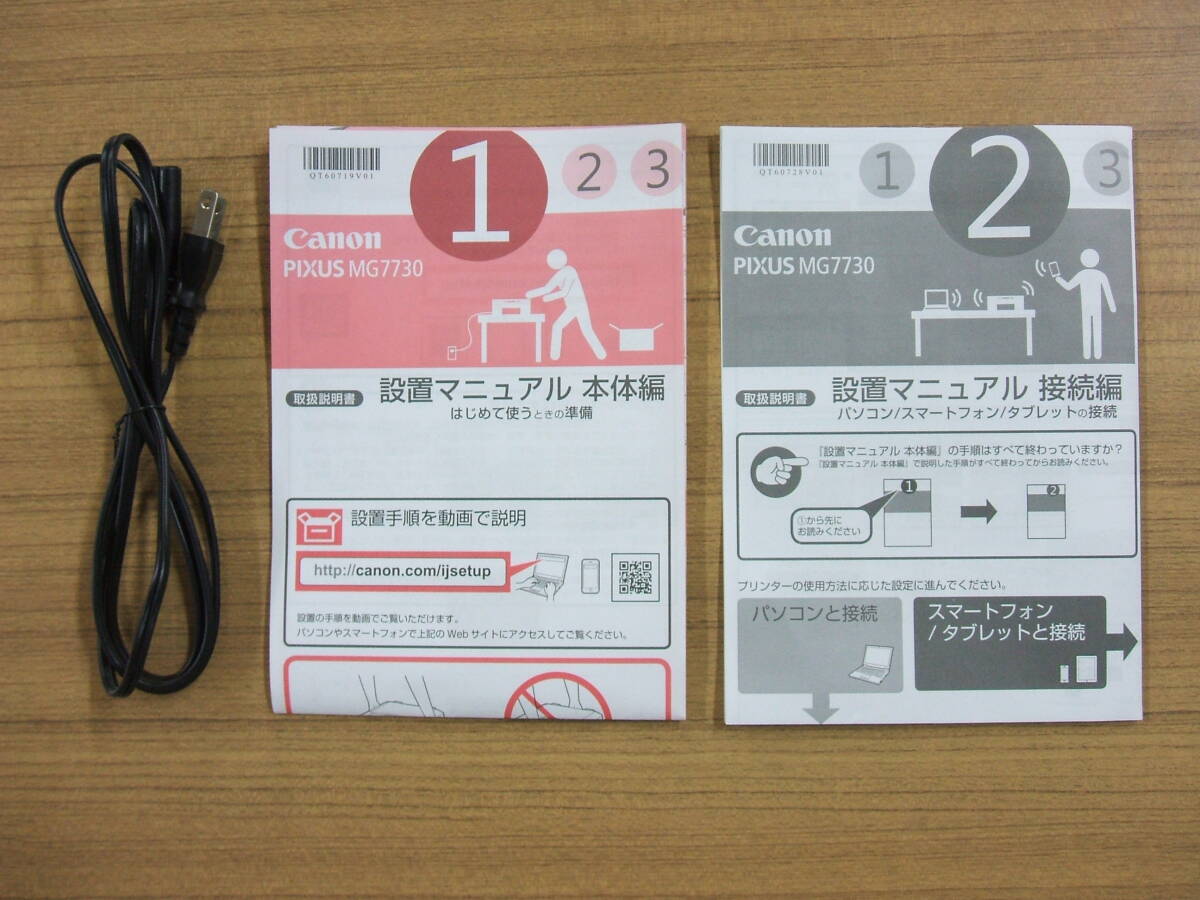 QT60719V01
1
2
3
Canon
PIXUS MG7730
取扱説明書
設置マニュアル 本体編
はじめて使うときの準備
設置手順を動画で説明
http://canon.com/ijsetup
設置の手順を動画でご覧いただけます。
パソコンやスマートフォンで上記の Web サイトにアクセスしてご覧ください。
QT60728V01
1
2
3
Canon
PIXUS MG7730
取扱説明書
設置マニュアル 接続編
パソコン/スマートフォン/タブレットの接続
『設置マニュアル 本体編』の手順はすべて終わっていますか？
『設置マニュアル 本体編』で説明した手順がすべて終わってからお読みください。
❶
❷
①から先に
お読みください
プリンターの使用方法に応じた設定に進んでください。
パソコンと接続
スマートフォン
/ タブレットと接続